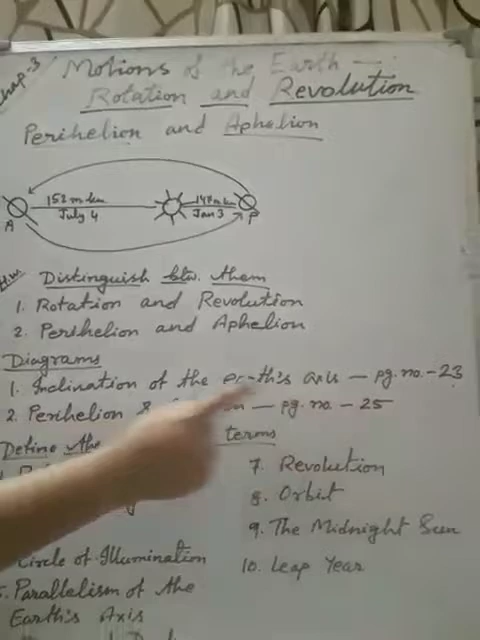 Chap. 3 Motions of the Earth -
Rotation and Revolution
Perihelion and Aphelion
152 m km
July 4
147 m km
Jan 3
A
P
H.W. Distinguish btw. them
1. Rotation and Revolution
2. Perihelion and Aphelion
Diagrams
1. Inclination of the earth's axis - pg. no. - 23
2. Perihelion & - pg. no. - 25
Define the terms
7. Revolution
8. Orbit
9. The Midnight Sun
10. Leap Year
Circle of Illumination
5. Parallelism of the
Earth's Axis